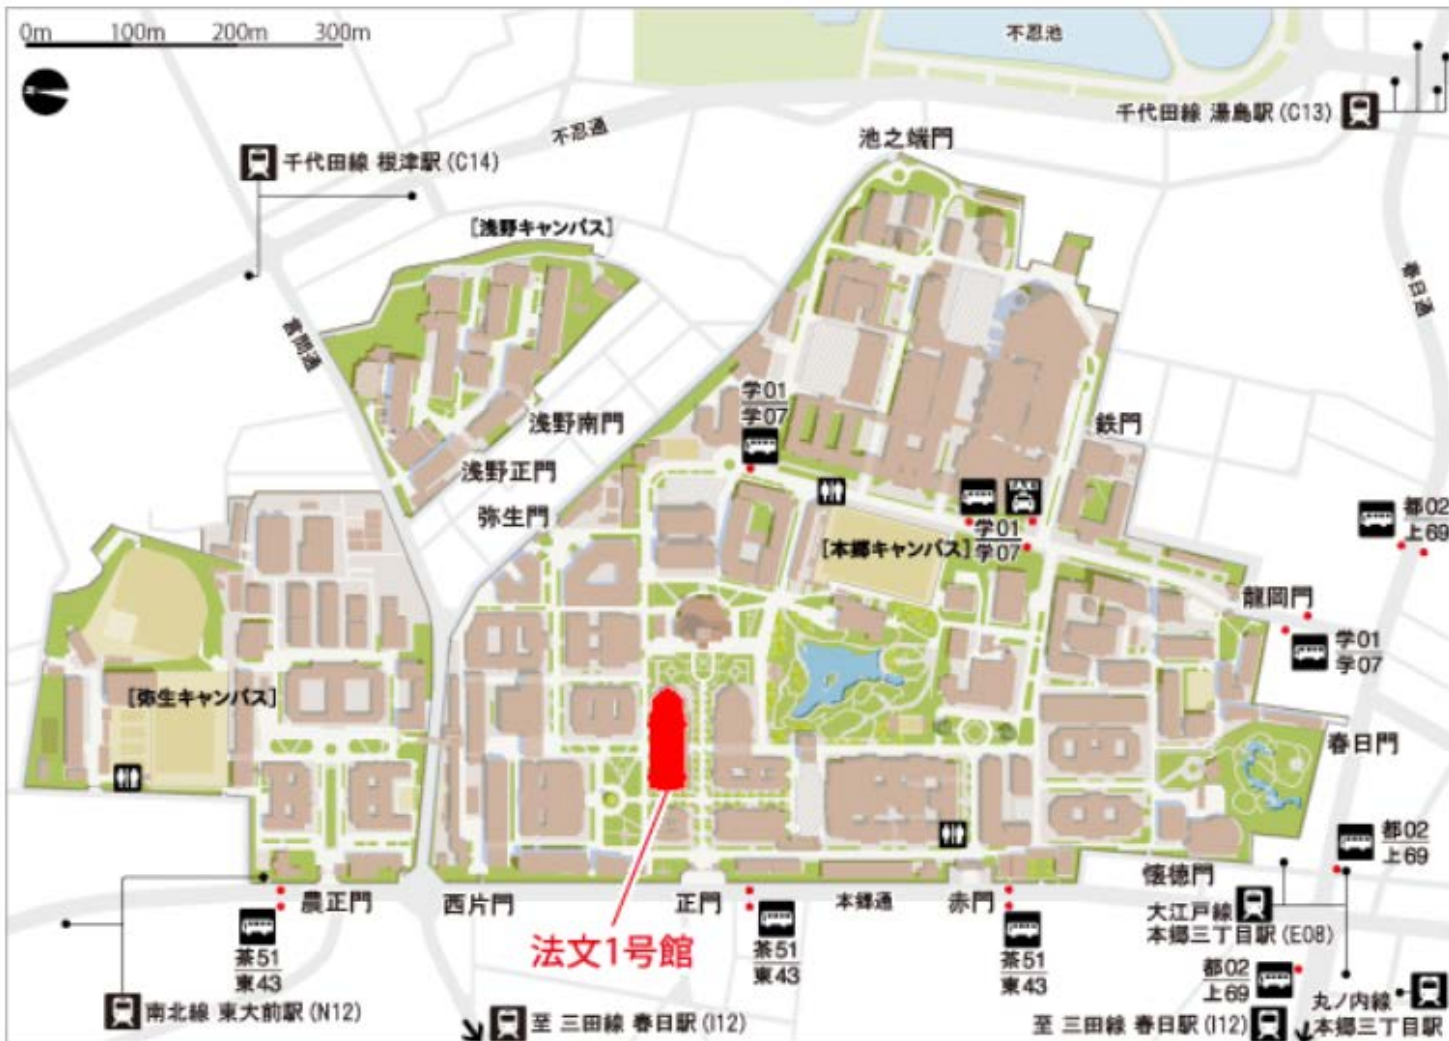 0m 100m 200m 300m
不忍池
千代田線 湯島駅(C13)
不忍通
池之端門
千代田線 根津駅(C14)
[浅野キャンパス]
春日通
言問通
学01
学07
浅野南門
鉄門
浅野正門
弥生門
TAXI
学01
学07
[本郷キャンパス]
都02
上69
龍岡門
学01
学07
[弥生キャンパス]
春日門
都02
上69
懐徳門
農正門
西片門
正門
本郷通
赤門
大江戸線
本郷三丁目駅(E08)
茶51
東43
法文1号館
茶51
東43
茶51
東43
都02
上69
丸ノ内線
本郷三丁目駅
南北線 東大前駅(N12)
至 三田線 春日駅(I12)
至 三田線 春日駅(I12)